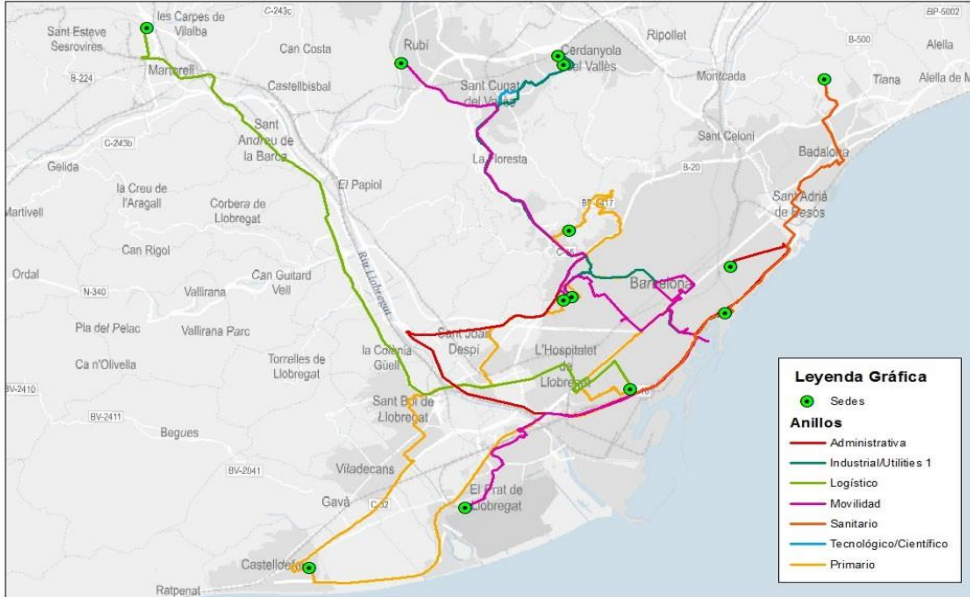 C-243c
BP-5002
les Carpes de
Vilalba
Sant Esteve
Sesrovires
Can Costa
Rubí
Cerdanyola
del Vallès
Ripollet
B-500
Alella
B-224
Martorell
Castellbisbal
Sant Cugat
del Vallès
Montcada
Tiana
Alella de M
Sant
Andreu de
la Barca
C-243b
Sant Celoni
Gelida
La Floresta
B-20
Badalona
la Creu de
l'Aragall
El Papiol
Martivell
Corbera de
Llobregat
Sant Adrià
de Besòs
Can Rigol
Riu Llobregat
Ordal
N-340
Can Guitard
Vell
Barcelona
Vallirana
Pla del Pelac
Vallirana Parc
Sant Joan
Despí
la Colònia
Güell
L'Hospitalet
de
Llobregat
Ca n'Olivella
Torrelles de
Llobregat
BV-2410
Sant Boi de
Llobregat
BV-2411
Begues
Viladecans
BV-2041
Gavà
C-32
El Prat de
Llobregat
Castelldefels
Ratpenat
Leyenda Gráfica
Sedes
Anillos
Administrativa
Industrial/Utilities 1
Logístico
Movilidad
Sanitario
Tecnológico/Científico
Primario